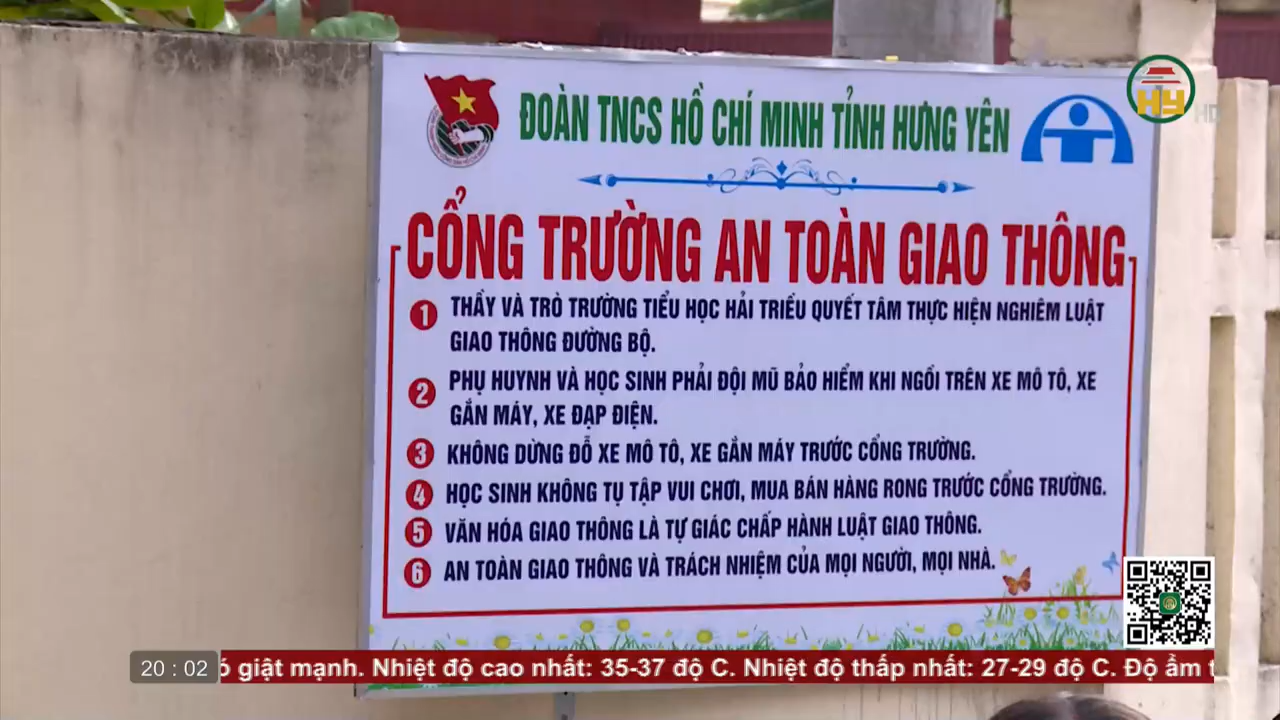 ĐOÀN TNCS HỒ CHÍ MINH TỈNH HƯNG YÊN
HY HD
CỔNG TRƯỜNG AN TOÀN GIAO THÔNG
1 THẦY VÀ TRÒ TRƯỜNG TIỂU HỌC HẢI TRIỀU QUYẾT TÂM THỰC HIỆN NGHIÊM LUẬT
GIAO THÔNG ĐƯỜNG BỘ.
2 PHỤ HUYNH VÀ HỌC SINH PHẢI ĐỘI MŨ BẢO HIỂM KHI NGỒI TRÊN XE MÔ TÔ, XE
GẮN MÁY, XE ĐẠP ĐIỆN.
3 KHÔNG DỪNG ĐỖ XE MÔ TÔ, XE GẮN MÁY TRƯỚC CỔNG TRƯỜNG.
4 HỌC SINH KHÔNG TỤ TẬP VUI CHƠI, MUA BÁN HÀNG RONG TRƯỚC CỔNG TRƯỜNG.
5 VĂN HÓA GIAO THÔNG LÀ TỰ GIÁC CHẤP HÀNH LUẬT GIAO THÔNG.
6 AN TOÀN GIAO THÔNG VÀ TRÁCH NHIỆM CỦA MỌI NGƯỜI, MỌI NHÀ.
20 : 02 giật mạnh. Nhiệt độ cao nhất: 35-37 độ C. Nhiệt độ thấp nhất: 27-29 độ C. Độ ẩm